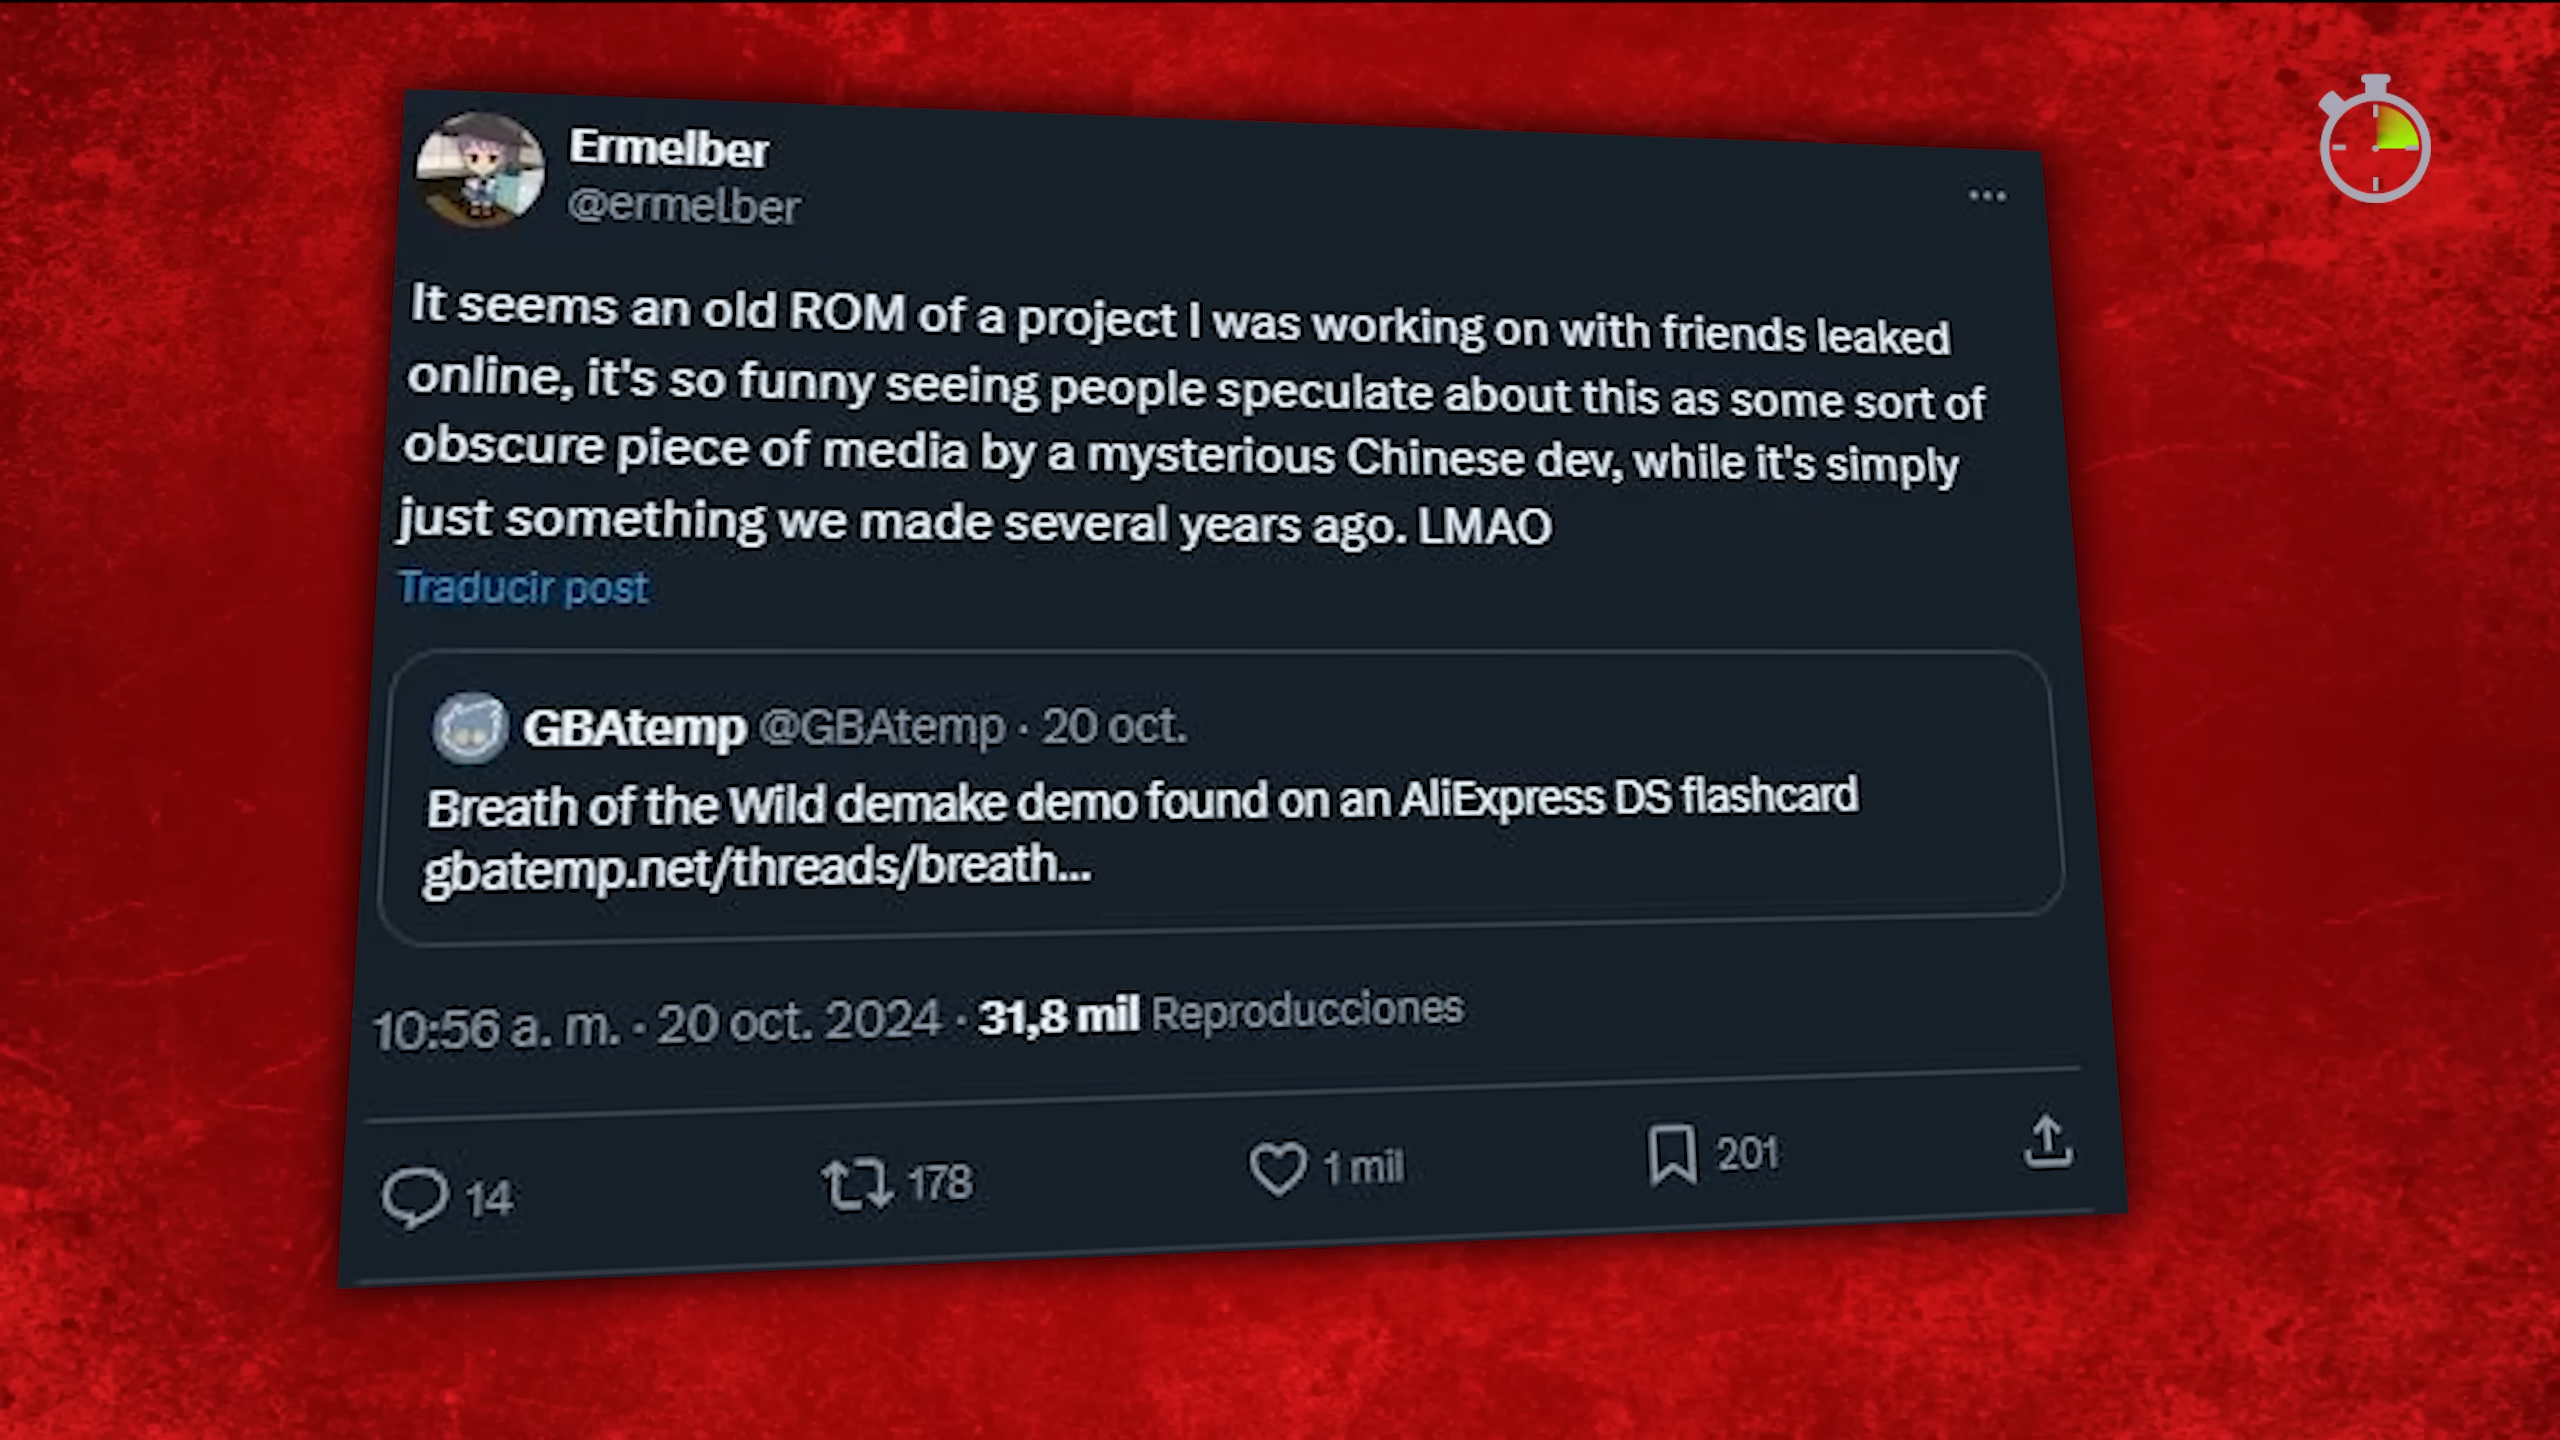 Ermelber
@ermelber
It seems an old ROM of a project I was working on with friends leaked
online, it's so funny seeing people speculate about this as some sort of
obscure piece of media by a mysterious Chinese dev, while it's simply
just something we made several years ago. LMAO
Traducir post
GBAtemp @GBAtemp · 20 oct.
Breath of the Wild demake demo found on an AliExpress DS flashcard
gbatemp.net/threads/breath...
10:56 a. m. · 20 oct. 2024 · 31,8 mil Reproducciones
14 178 1 mil 201